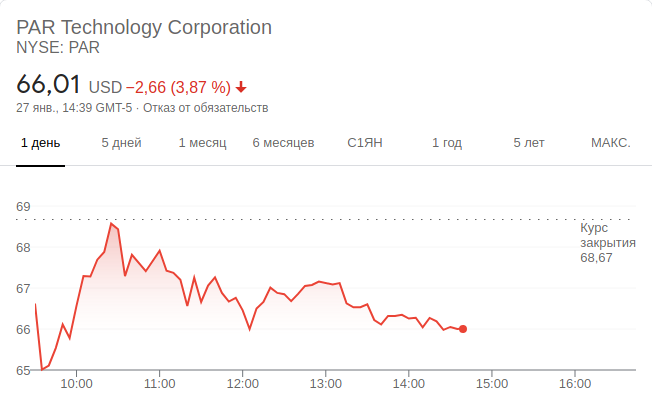 PAR Technology Corporation
NYSE: PAR
66,01 USD −2,66 (3,87 %)
27 янв., 14:39 GMT-5 · Отказ от обязательств
1 день 5 дней 1 месяц 6 месяцев С1ЯН 1 год 5 лет МАКС.
69
68
67
66
65
Курс
закрытия
68,67
10:00 11:00 12:00 13:00 14:00 15:00 16:00